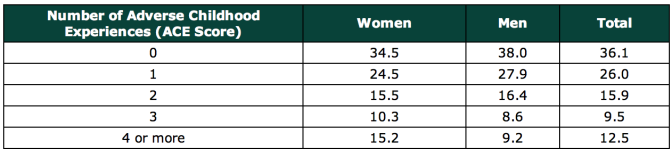 Number of Adverse Childhood Experiences (ACE Score) Women Men Total
0 34.5 38.0 36.1
1 24.5 27.9 26.0
2 15.5 16.4 15.9
3 10.3 8.6 9.5
4 or more 15.2 9.2 12.5